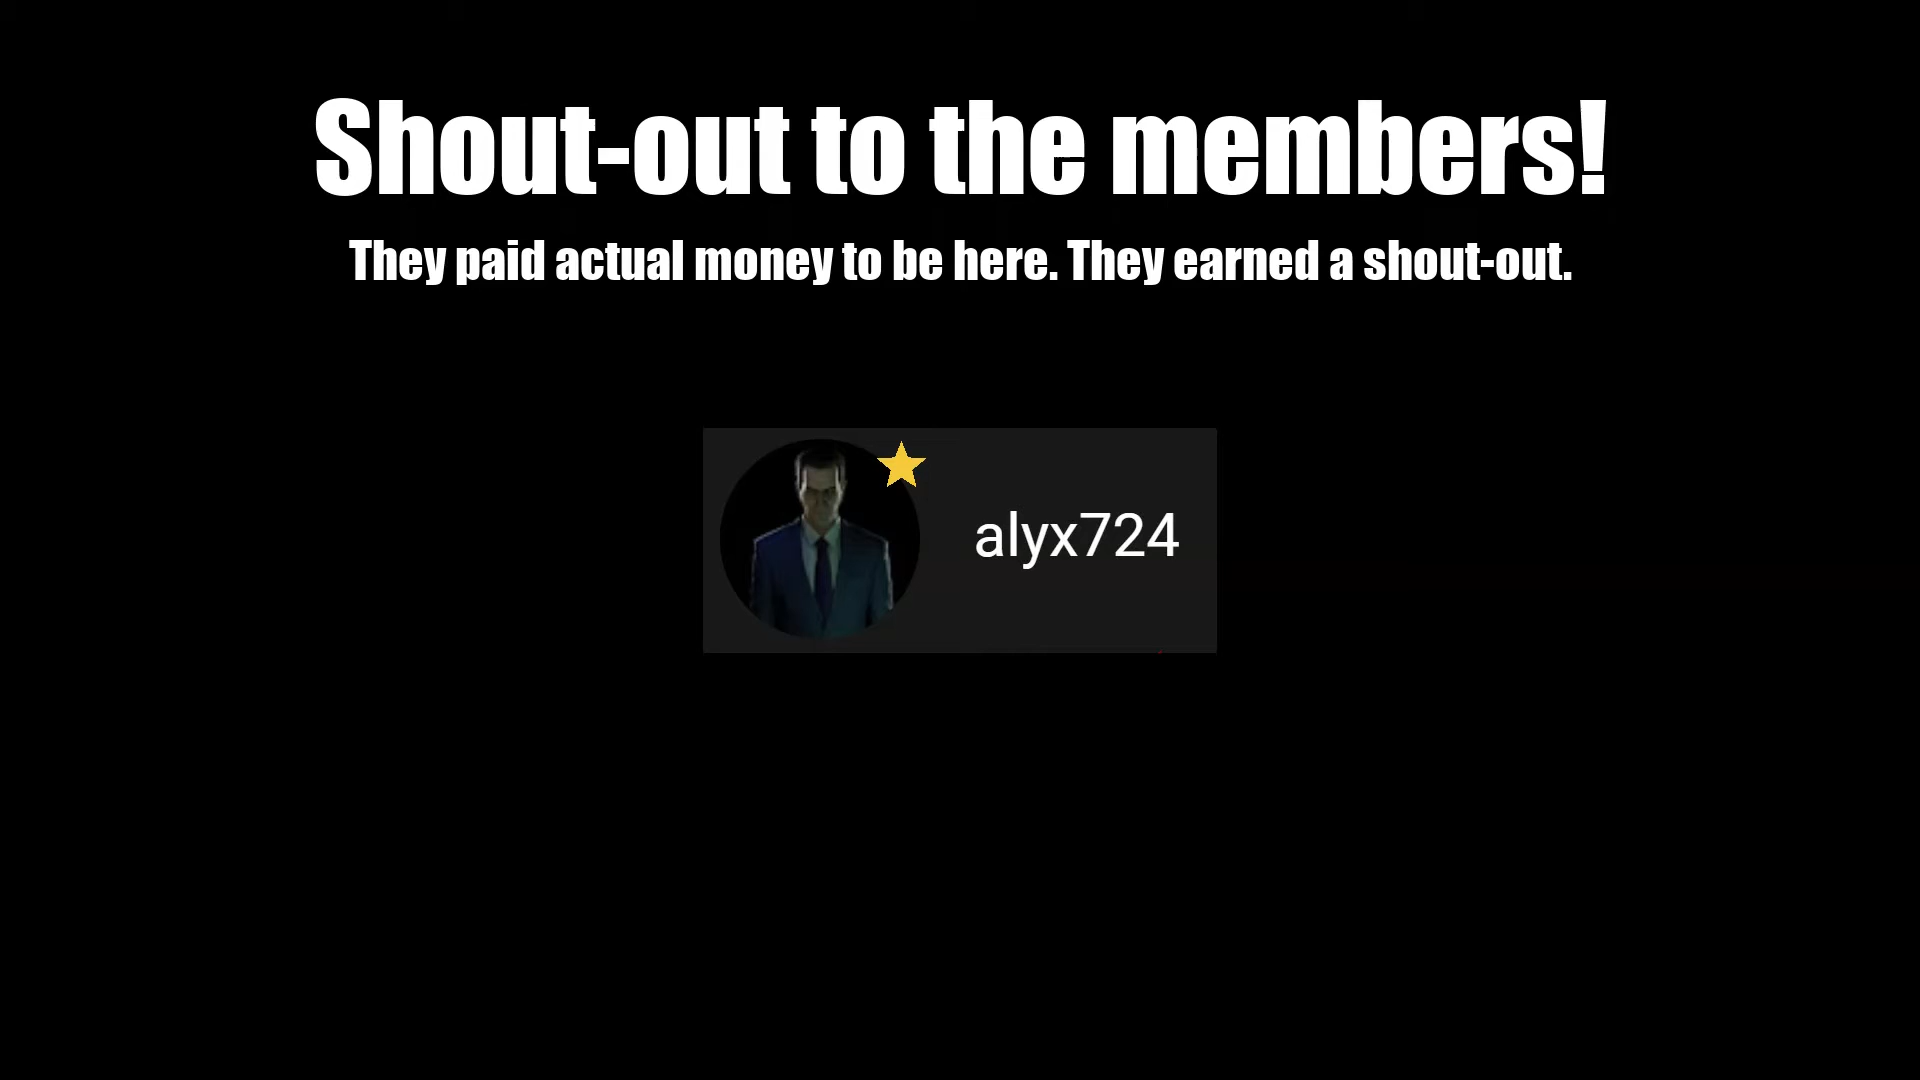 Shout-out to the members!
They paid actual money to be here. They earned a shout-out.
alyx724